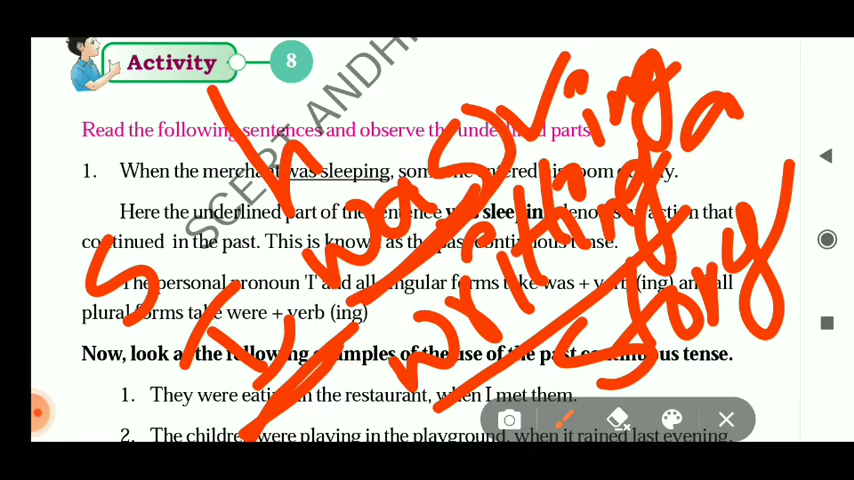 Activity 8
Read the following sentences and observe the underlined parts.
1. When the merchant was sleeping, someone entered his room quietly.
Here the underlined part of the sentence was sleeping denotes an action that
continued in the past. This is known as the past continuous tense.
The personal pronoun 'I' and all singular forms take was + verb (ing) and all
plural forms take were + verb (ing)
Now, look at the following examples of the use of the past continuous tense.
1. They were eating in the restaurant, when I met them.
2. The children were playing in the playground, when it rained last evening.
SCERT ANDH
S h was V ing
I writing a
story